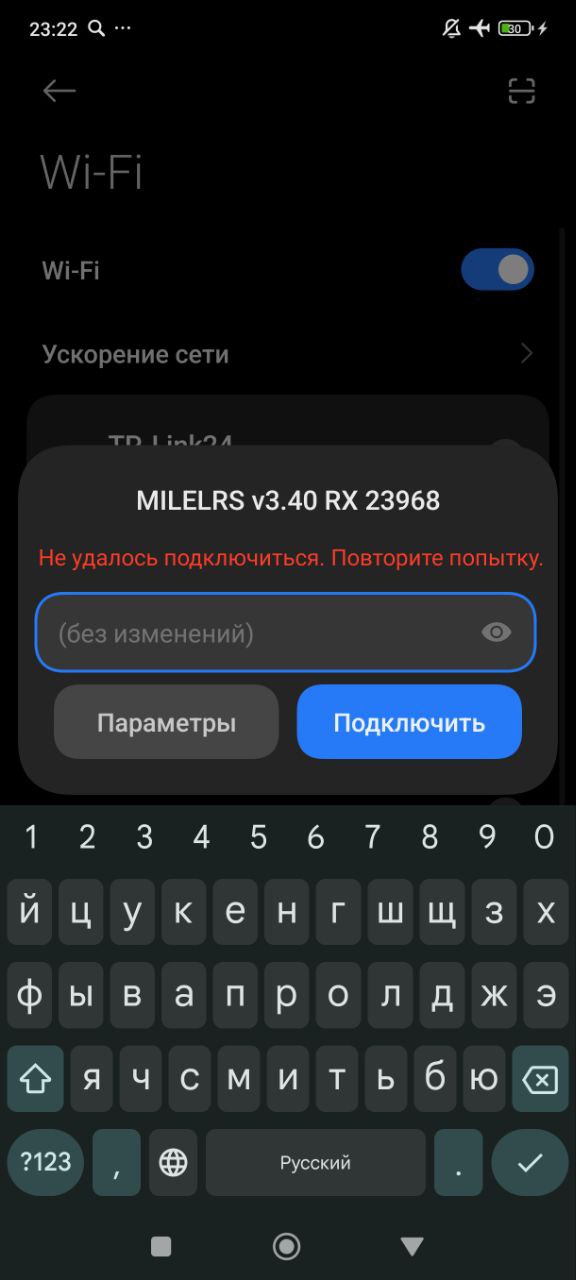 23:22
30
Wi-Fi
Wi-Fi
Ускорение сети
TP-Link24
MILELRS v3.40 RX 23968
Не удалось подключиться. Повторите попытку.
(без изменений)
Параметры
Подключить
1 2 3 4 5 6 7 8 9 0
й ц у к е н г ш щ з х
ф ы в а п р о л д ж э
я ч с м и т ь б ю
?123 , Русский .